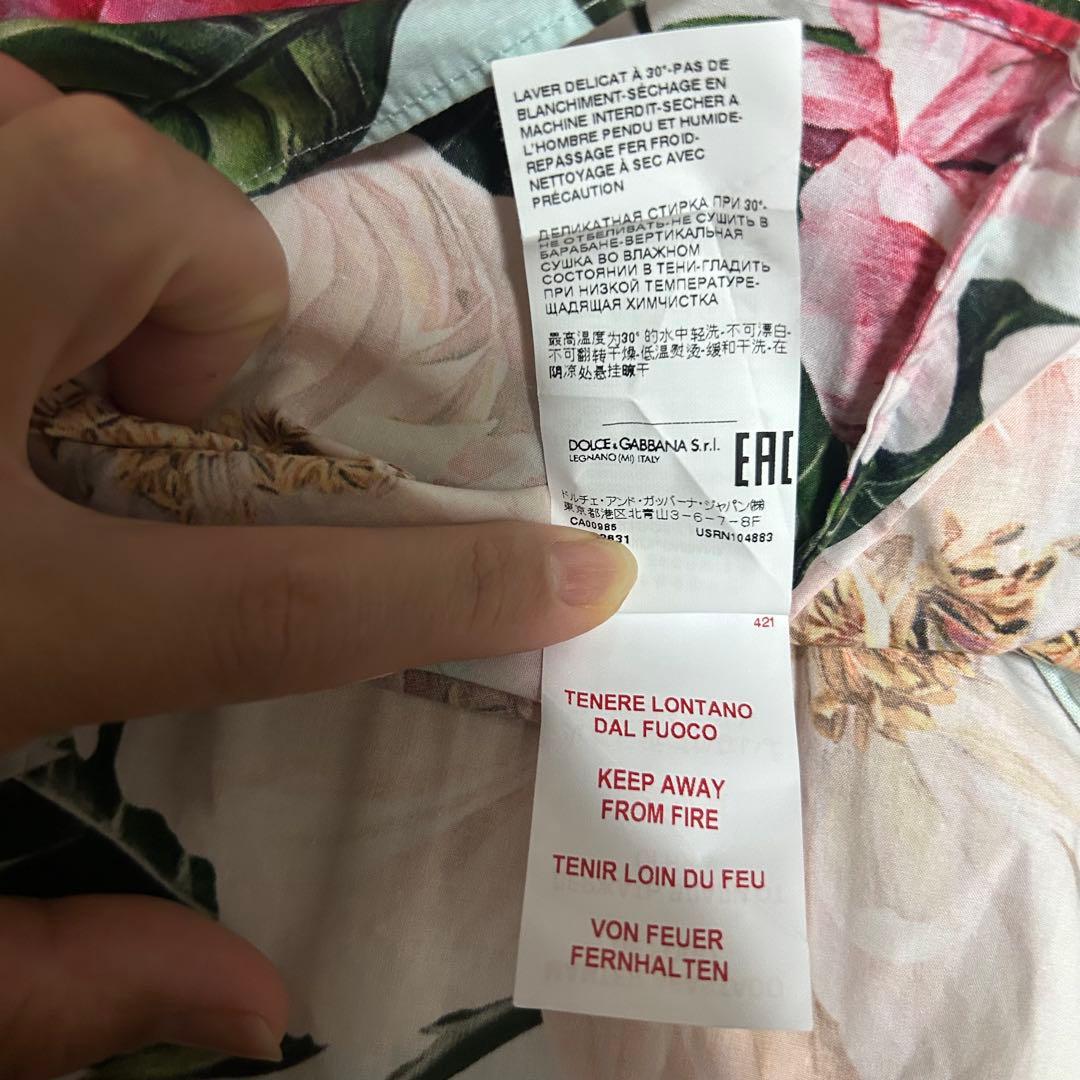 LAVER DELICAT À 30°-PAS DE
BLANCHIMENT-SÉCHAGE EN
MACHINE INTERDIT-SECHER A
L'HOMBRE PENDU ET HUMIDE-
REPASSAGE FER FROID-
NETTOYAGE À SEC AVEC
PRÉCAUTION
ДЕЛИКАТНАЯ СТИРКА ПРИ 30°-
НЕ ОТБЕЛИВАТЬ-НЕ СУШИТЬ В
БАРАБАНЕ-ВЕРТИКАЛЬНАЯ
СУШКА ВО ВЛАЖНОМ
СОСТОЯНИИ В ТЕНИ-ГЛАДИТЬ
ПРИ НИЗКОЙ ТЕМПЕРАТУРЕ-
ЩАДЯЩАЯ ХИМЧИСТКА
最高温度为30° 的水中轻洗-不可漂白-
不可翻转干燥-低温熨烫-缓和干洗-在
阴凉处悬挂晾干
DOLCE & GABBANA S.r.l.
LEGNANO (MI) ITALY
EAC
ドルチェ・アンド・ガッバーナ・ジャパン㈱
東京都港区北青山3-6-7-8F
CA00985
USRN104883
421
TENERE LONTANO
DAL FUOCO
KEEP AWAY
FROM FIRE
TENIR LOIN DU FEU
VON FEUER
FERNHALTEN